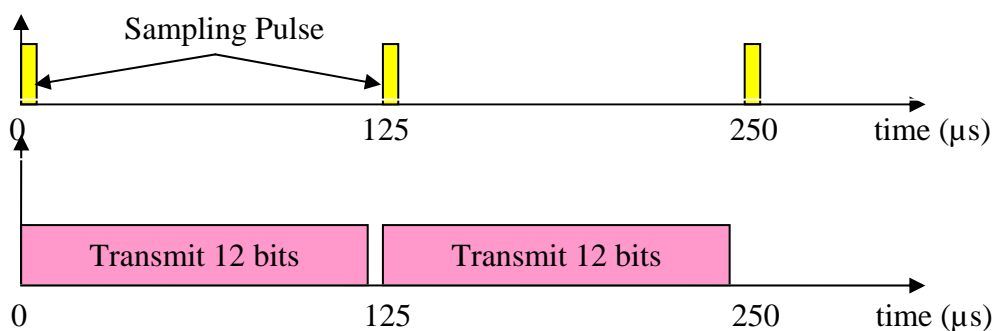 Sampling Pulse
0 125 250 time (µs)
Transmit 12 bits Transmit 12 bits
0 125 250 time (µs)